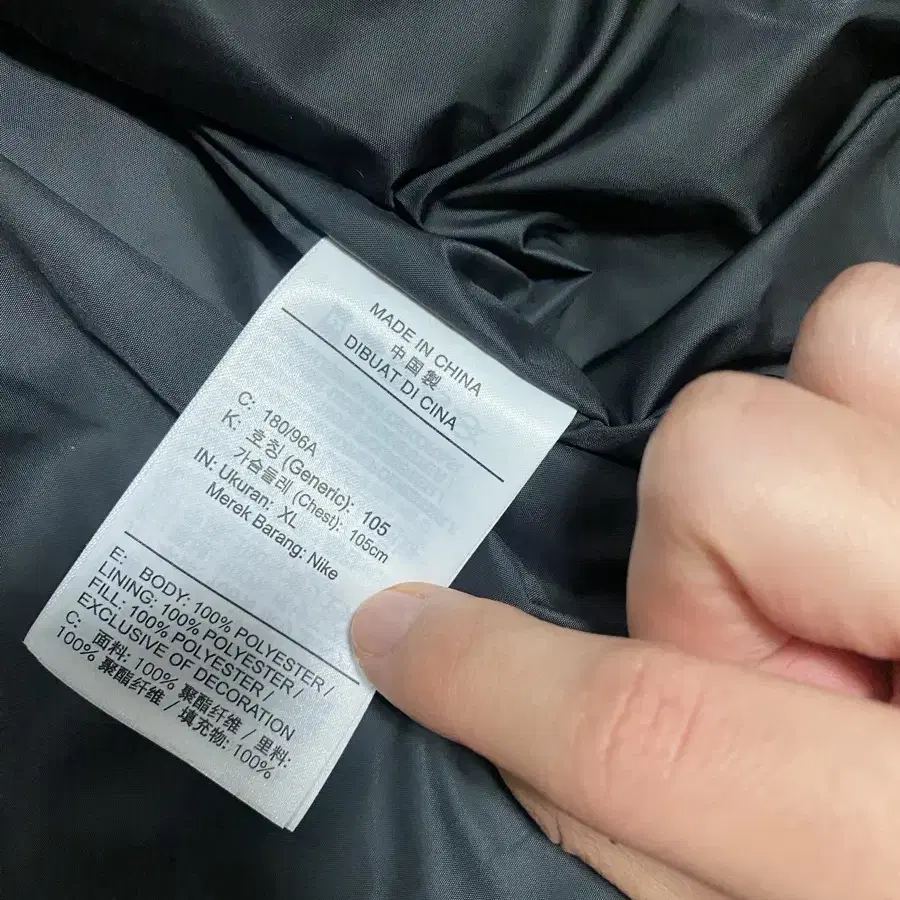 MADE IN CHINA
中国製
DIBUAT DI CINA
C: 180/96A
K: 호칭 (Generic): 105
가슴둘레 (Chest): 105cm
IN: Ukuran: XL
Merek Barang: Nike
E: BODY: 100% POLYESTER /
LINING: 100% POLYESTER /
FILL: 100% POLYESTER /
EXCLUSIVE OF DECORATION
C: 面料: 100% 聚酯纤维 / 里料:
100% 聚酯纤维 / 填充物: 100%